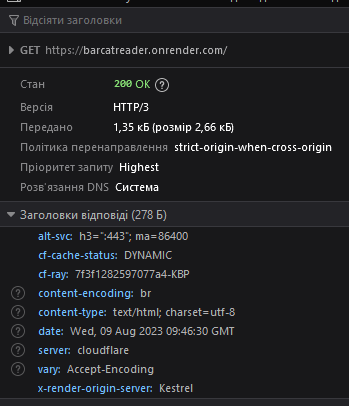 Відсіяти заголовки
GET https://barcatreader.onrender.com/
Стан 200 OK ?
Версія HTTP/3
Передано 1,35 кБ (розмір 2,66 кБ)
Політика перенаправлення strict-origin-when-cross-origin
Пріоритет запиту Highest
Розв'язання DNS Система
Заголовки відповіді (278 Б)
alt-svc: h3=":443"; ma=86400
cf-cache-status: DYNAMIC
cf-ray: 7f3f1282597077a4-KBP
? content-encoding: br
? content-type: text/html; charset=utf-8
? date: Wed, 09 Aug 2023 09:46:30 GMT
? server: cloudflare
? vary: Accept-Encoding
x-render-origin-server: Kestrel